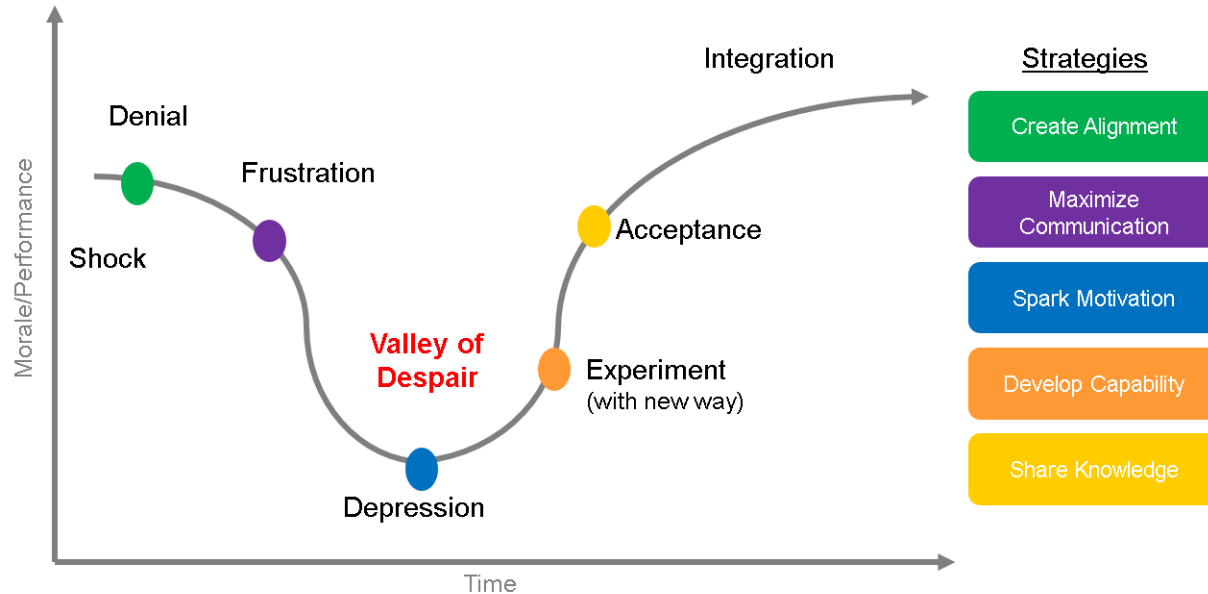 Integration
Strategies
Denial
Create Alignment
Frustration
Maximize
Communication
Acceptance
Shock
Spark Motivation
Valley of
Despair
Experiment
(with new way)
Develop Capability
Share Knowledge
Depression
Morale/Performance
Time